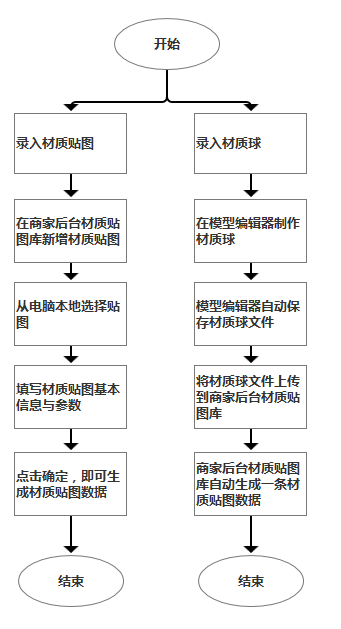 开始
录入材质贴图
录入材质球
在商家后台材质贴
图库新增材质贴图
在模型编辑器制作
材质球
从电脑本地选择贴
图
模型编辑器自动保
存材质球文件
填写材质贴图基本
信息与参数
将材质球文件上传
到商家后台材质贴
图库
点击确定，即可生
成材质贴图数据
商家后台材质贴图
库自动生成一条材
质贴图数据
结束
结束